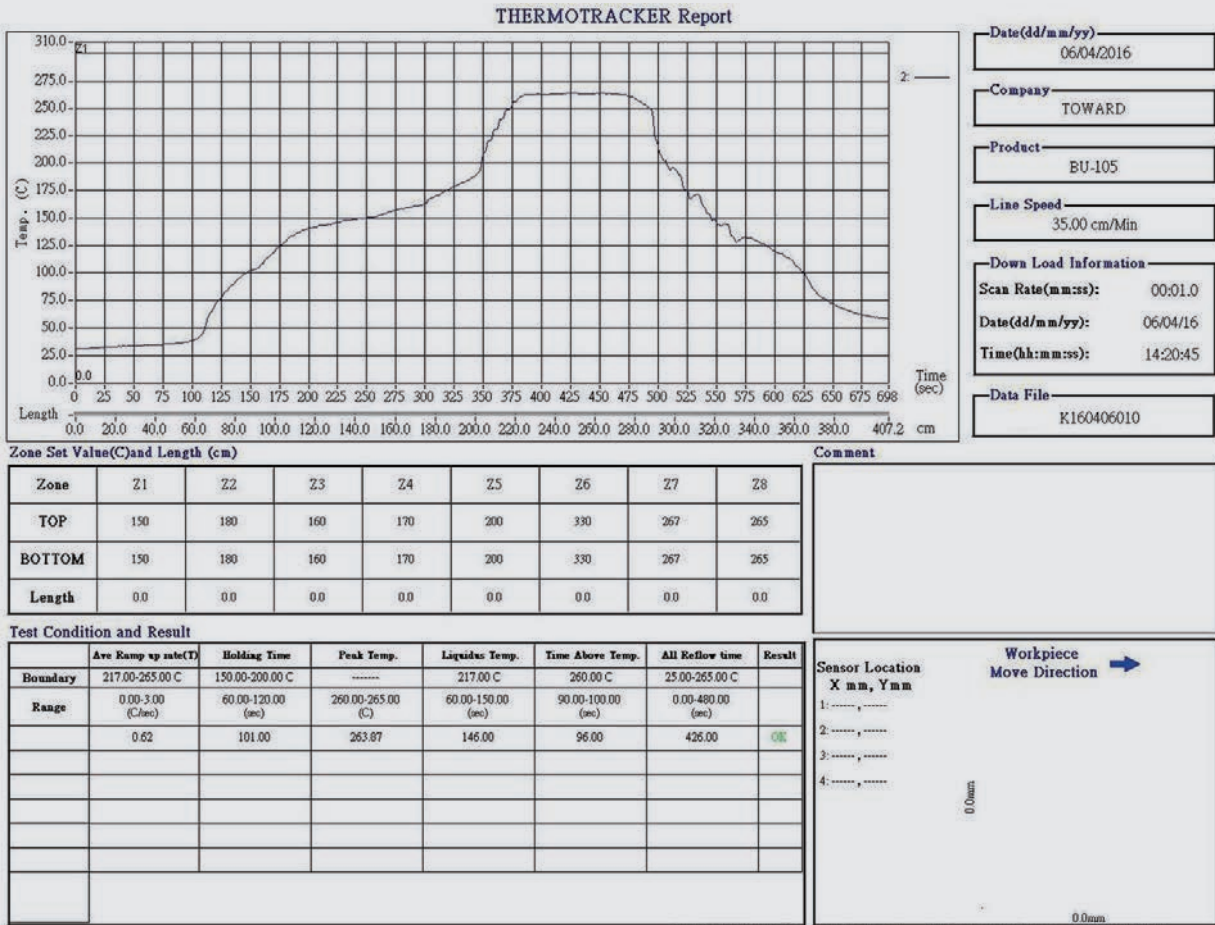 THERMOTRACKER Report
310.0
275.0
250.0
225.0
200.0
175.0
150.0
125.0
100.0
75.0
50.0
25.0
0.0
Temp. (C)
Z1
0.0
2:
0 25 50 75 100 125 150 175 200 225 250 275 300 325 350 375 400 425 450 475 500 525 550 575 600 625 650 675 698
Time (sec)
Length
0.0 20.0 40.0 60.0 80.0 100.0 120.0 140.0 160.0 180.0 200.0 220.0 240.0 260.0 280.0 300.0 320.0 340.0 360.0 380.0 407.2 cm
Date(dd/mm/yy)
06/04/2016
Company
TOWARD
Product
BU-105
Line Speed
35.00 cm/Min
Down Load Information
Scan Rate(mm:ss): 00:01.0
Date(dd/mm/yy): 06/04/16
Time(hh:mm:ss): 14:20:45
Data File
K160406010
Zone Set Value(C)and Length (cm)
Zone Z1 Z2 Z3 Z4 Z5 Z6 Z7 Z8
TOP 150 180 160 170 200 330 267 265
BOTTOM 150 180 160 170 200 330 267 265
Length 0.0 0.0 0.0 0.0 0.0 0.0 0.0 0.0
Comment
Test Condition and Result
Ave Ramp up rate(T) Holding Time Peak Temp. Liquidus Temp. Time Above Temp. All Reflow time Result
Boundary 217.00-265.00 C 150.00-200.00 C ------- 217.00 C 260.00 C 25.00-265.00 C
Range 0.00-3.00 60.00-120.00 260.00-265.00 60.00-150.00 90.00-100.00 0.00-480.00
(C/sec) (sec) (C) (sec) (sec) (sec)
0.62 101.00 263.87 146.00 96.00 426.00 OK
Sensor Location
X mm, Ymm
1: ------ , ------
2: ------ , ------
3: ------ , ------
4: ------ , ------
Workpiece
Move Direction
0.0mm
0.0mm